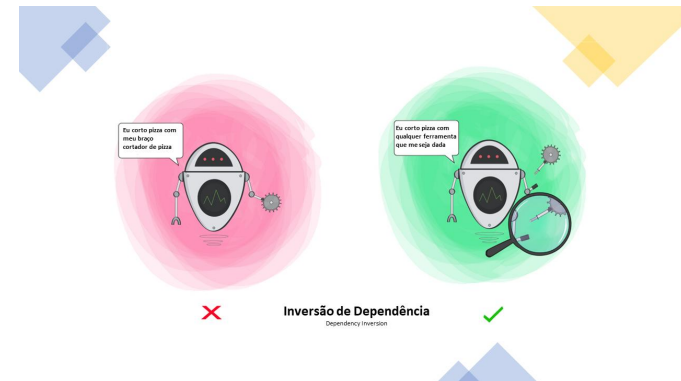 Eu corto pizza com
meu braço
cortador de pizza
Eu corto pizza com
qualquer ferramenta
que me seja dada
Inversão de Dependência
Dependency Inversion